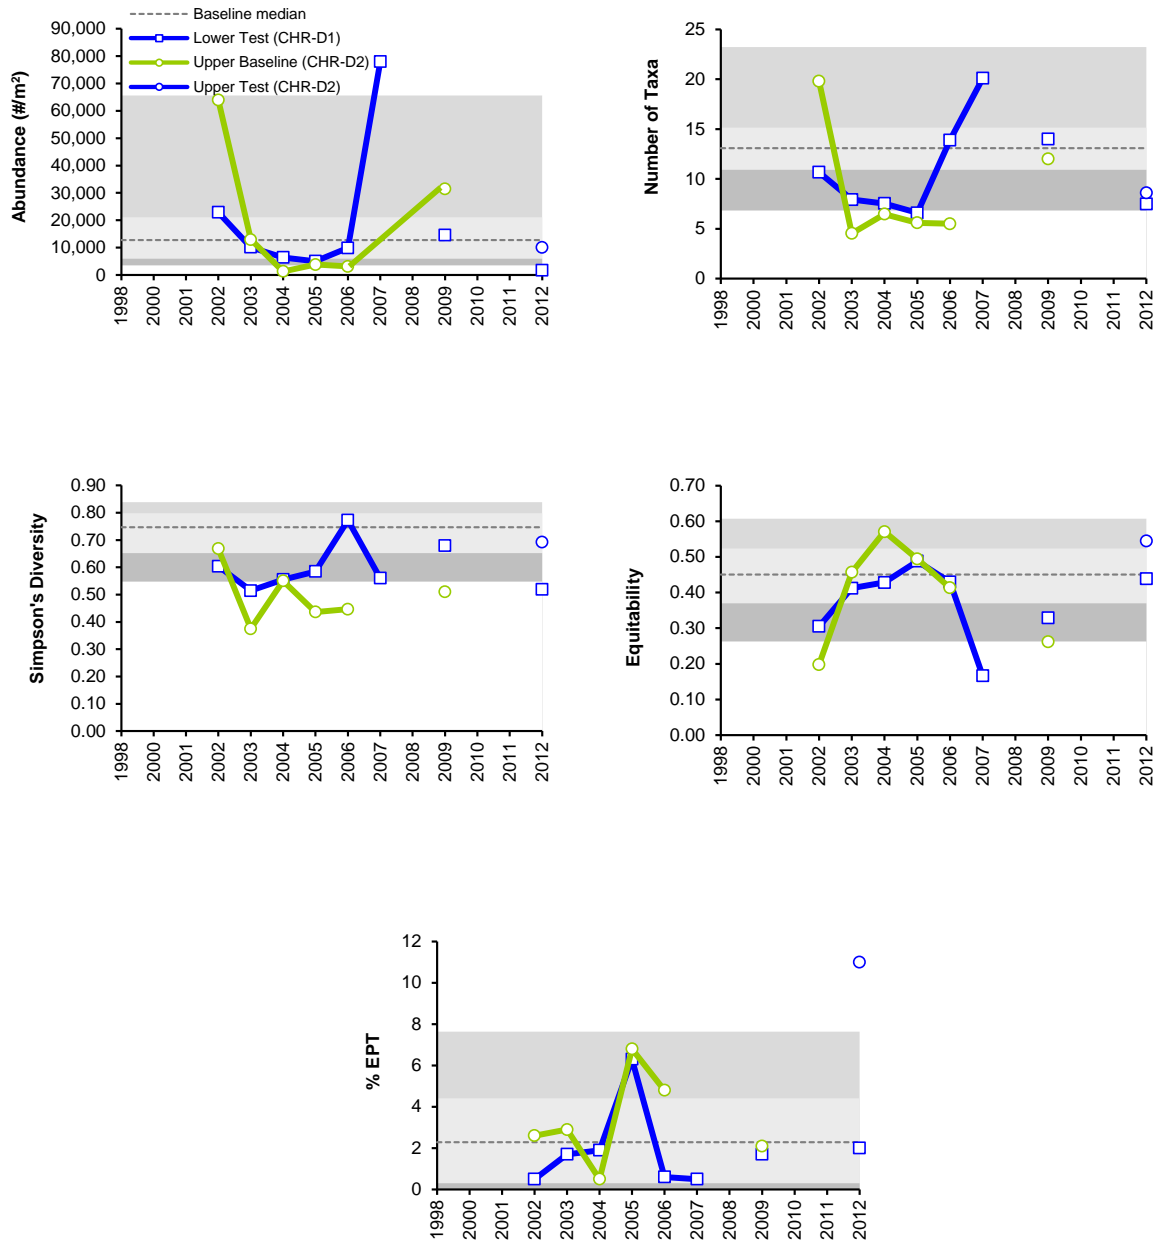 Baseline median
Lower Test (CHR-D1)
Upper Baseline (CHR-D2)
Upper Test (CHR-D2)
Abundance (#/m²)
90,000
80,000
70,000
60,000
50,000
40,000
30,000
20,000
10,000
0
1998 2000 2001 2002 2003 2004 2005 2006 2007 2008 2009 2010 2011 2012
Number of Taxa
25
20
15
10
5
0
1998 2000 2001 2002 2003 2004 2005 2006 2007 2008 2009 2010 2011 2012
Simpson's Diversity
0.90
0.80
0.70
0.60
0.50
0.40
0.30
0.20
0.10
0.00
1998 2000 2001 2002 2003 2004 2005 2006 2007 2008 2009 2010 2011 2012
Equitability
0.70
0.60
0.50
0.40
0.30
0.20
0.10
0.00
1998 2000 2001 2002 2003 2004 2005 2006 2007 2008 2009 2010 2011 2012
% EPT
12
10
8
6
4
2
0
1998 2000 2001 2002 2003 2004 2005 2006 2007 2008 2009 2010 2011 2012